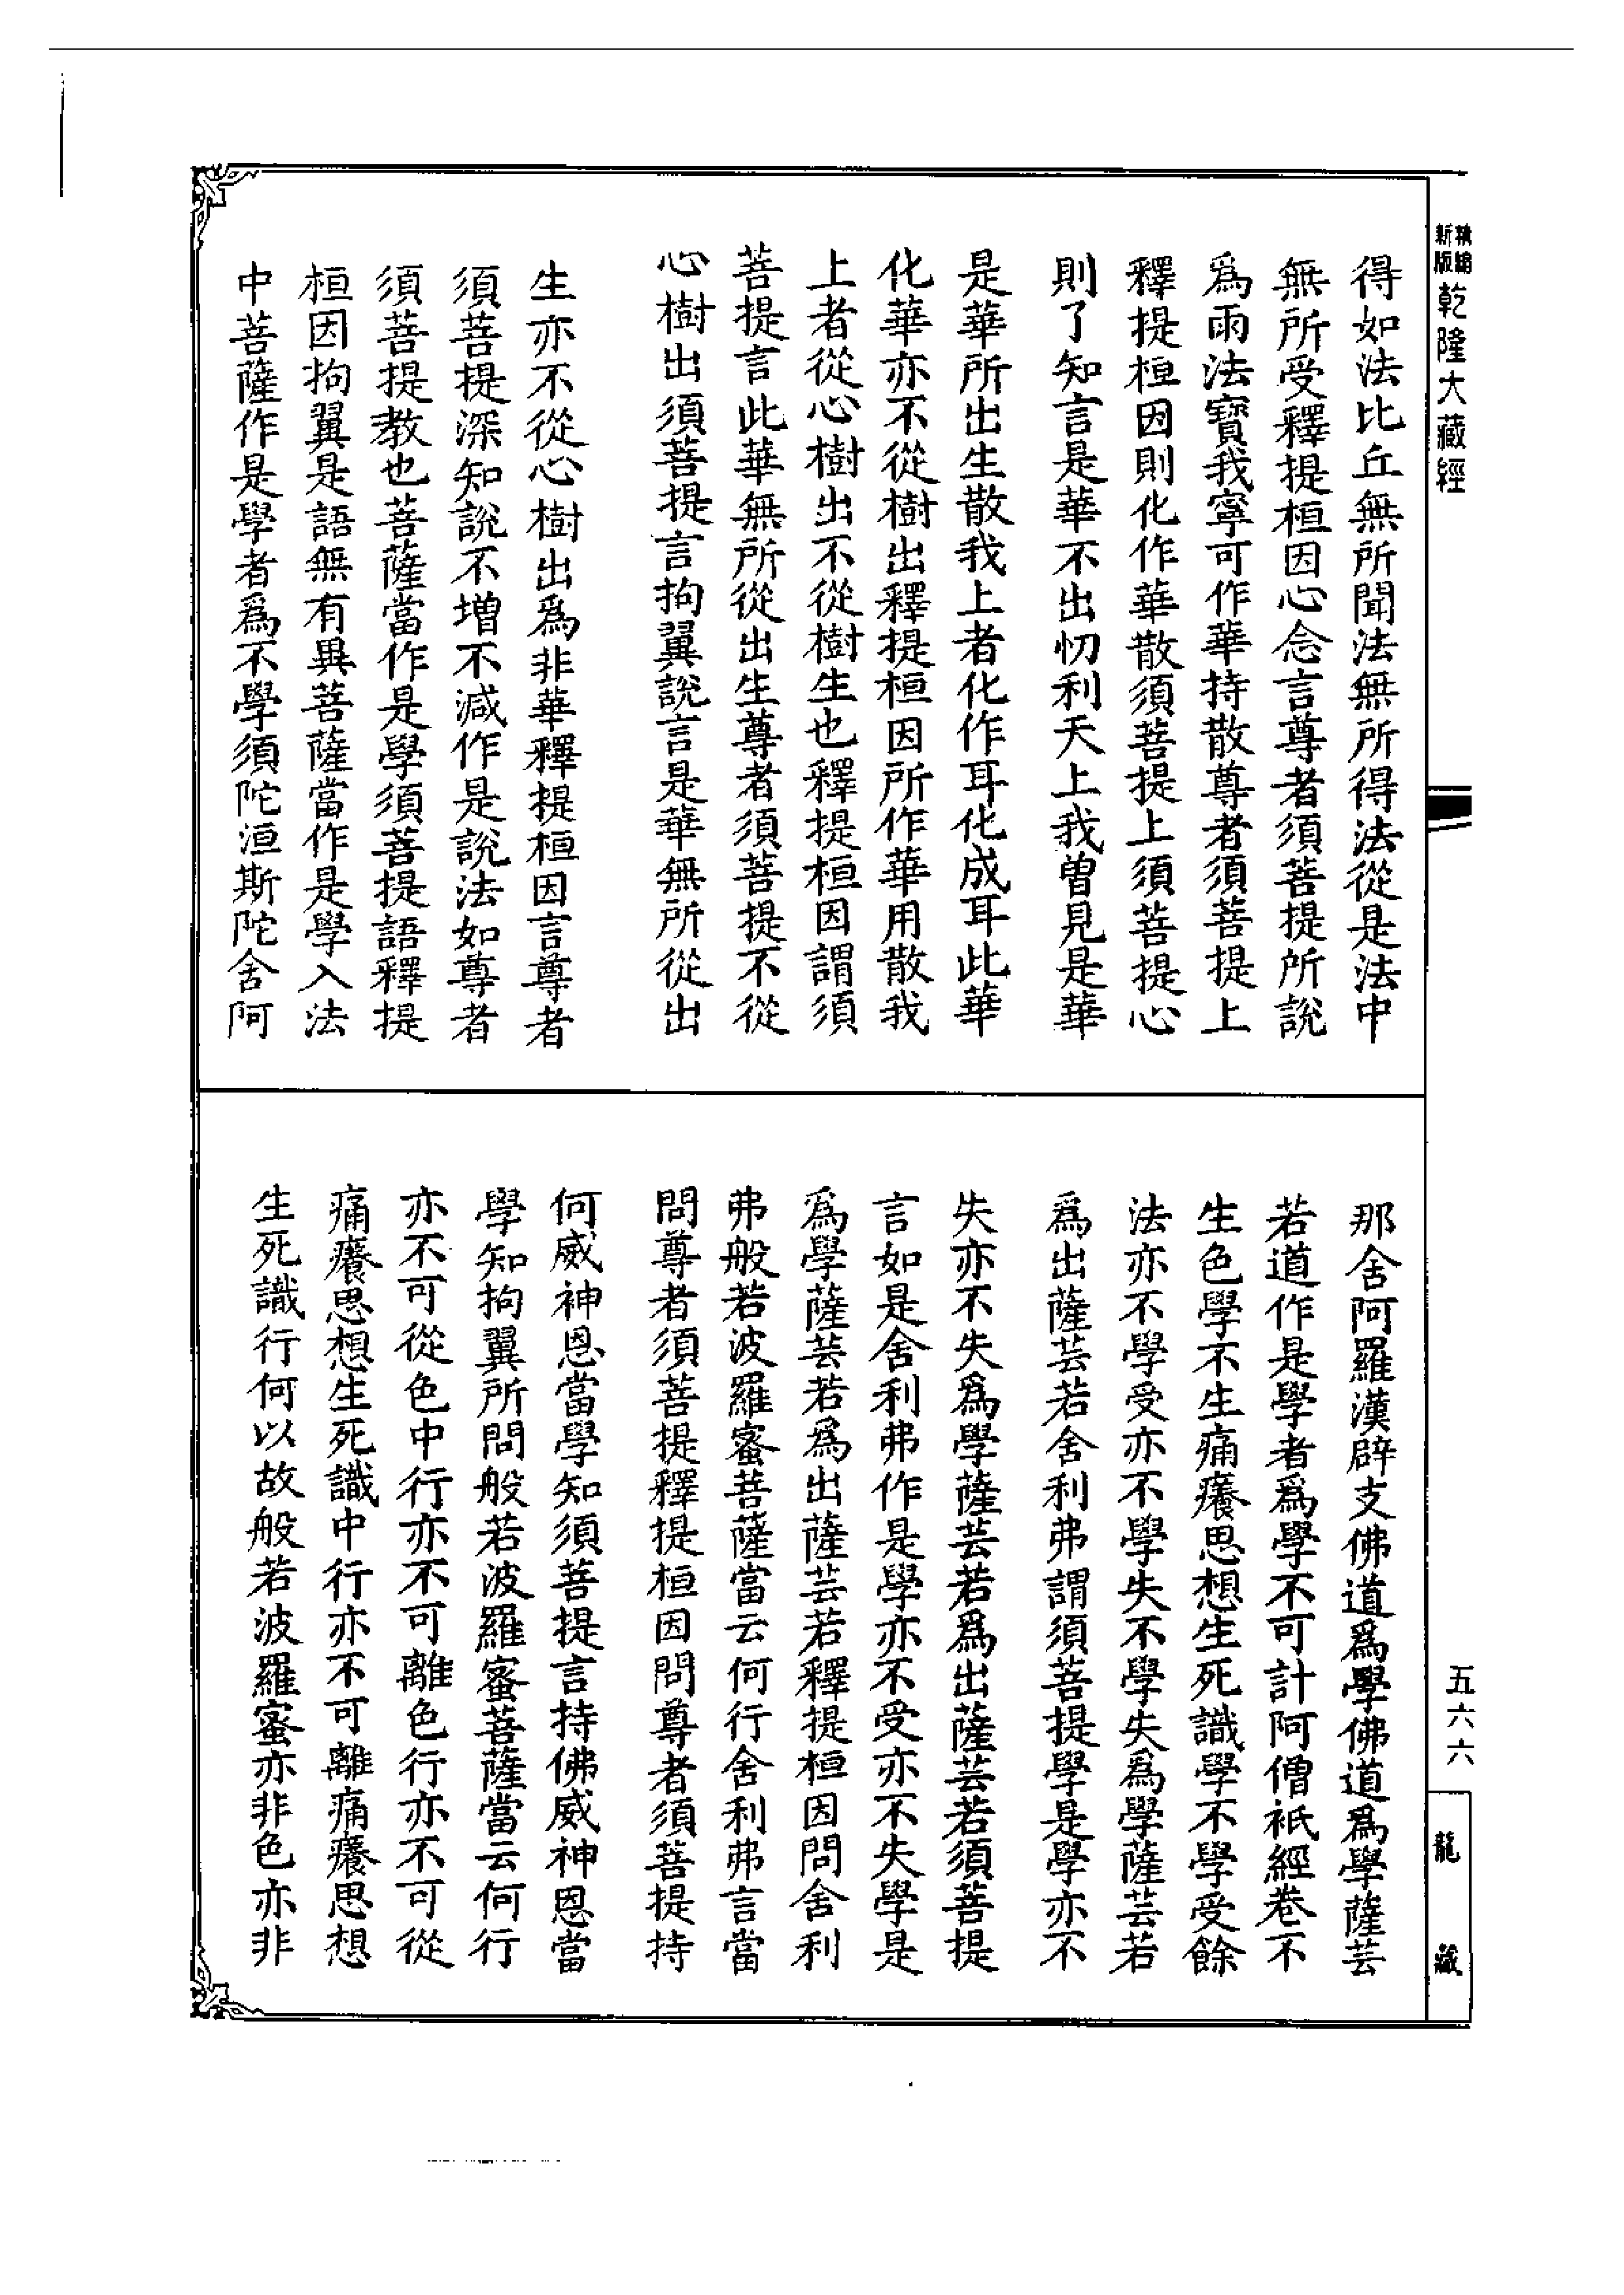 新編
新版
乾隆大藏經
得如法比丘無所聞法無所得法從是法中
無所受釋提桓因心念言尊者須菩提所說
爲雨法寶我寧可作華持散尊者須菩提上
釋提桓因則化作華散須菩提上須菩提心
則了知言是華不出忉利天上我曾見是華
是華所出生散我上者化作耳化成耳此華
化華亦不從樹出釋提桓因所作華用散我
上者從心樹出不從樹生也釋提桓因謂須
菩提言此華無所從出生尊者須菩提不從
心樹出須菩提言拘翼說言是華無所從出
生亦不從心樹出爲非華釋提桓因言尊者
須菩提深知說不增不減作是說法如尊者
須菩提教也菩薩當作是學須菩提語釋提
桓因拘翼是語無有異菩薩當作是學入法
中菩薩作是學者爲不學須陀洹斯陀含阿
那含阿羅漢辟支佛道爲學佛道爲學薩芸
若道作是學者爲學不可計阿僧祇經卷不
生色學不生痛癢思想生死識學不學受餘
法亦不學受亦不學失不學失爲學薩芸若
爲出薩芸若舍利弗謂須菩提學是學亦不
失亦不失爲學薩芸若爲出薩芸若須菩提
言如是舍利弗作是學亦不受亦不失學是
爲學薩芸若爲出薩芸若釋提桓因問舍利
弗般若波羅蜜菩薩當云何行舍利弗言當
問尊者須菩提釋提桓因問尊者須菩提持
何威神恩當學知須菩提言持佛威神恩當
學知拘翼所問般若波羅蜜菩薩當云何行
亦不可從色中行亦不可離色行亦不可從
痛癢思想生死識中行亦不可離痛癢思想
生死識行何以故般若波羅蜜亦非色亦非
五六六
龍藏